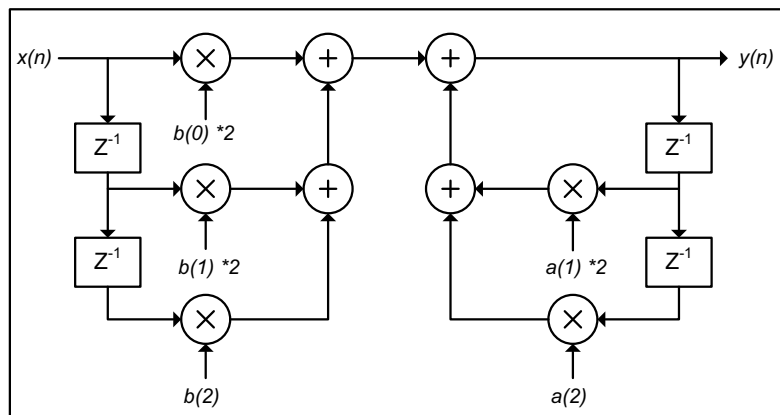 x(n)
y(n)
Z⁻¹
b(0) *2
Z⁻¹
Z⁻¹
b(1) *2
a(1) *2
Z⁻¹
b(2)
a(2)